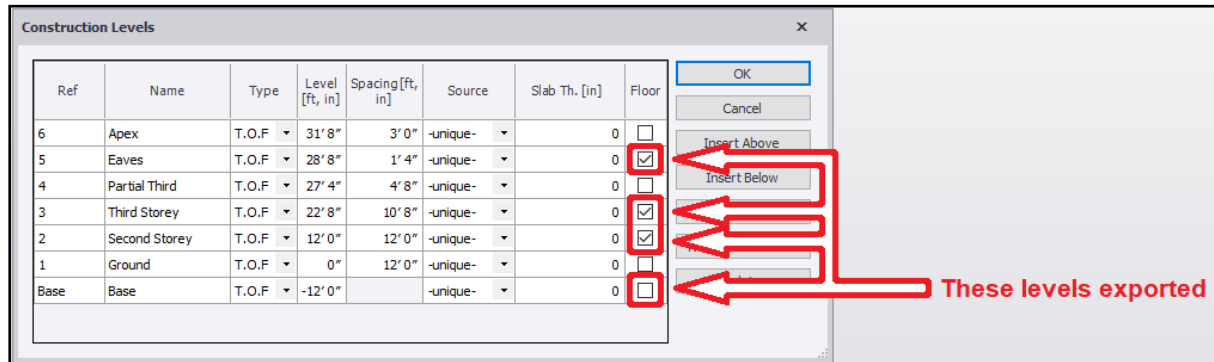 Construction Levels
Ref Name Type Level [ft, in] Spacing[ft, in] Source Slab Th. [in] Floor
6 Apex T.O.F 31' 8" 3' 0" -unique- 0
5 Eaves T.O.F 28' 8" 1' 4" -unique- 0
4 Partial Third T.O.F 27' 4" 4' 8" -unique- 0
3 Third Storey T.O.F 22' 8" 10' 8" -unique- 0
2 Second Storey T.O.F 12' 0" 12' 0" -unique- 0
1 Ground T.O.F 0" 12' 0" -unique- 0
Base Base T.O.F -12' 0" -unique- 0
OK
Cancel
Insert Above
Insert Below
These levels exported